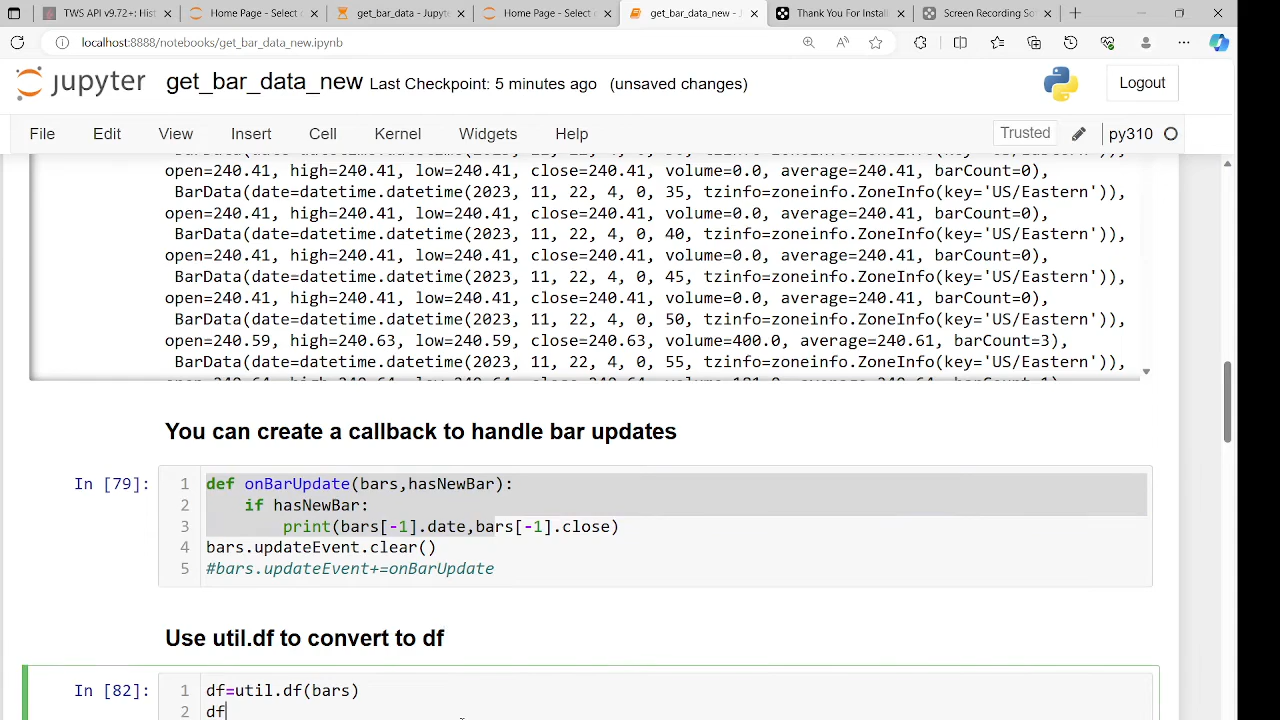 TWS API v9.72+: Hist
Home Page - Select
get_bar_data - Jupyte
Home Page - Select
get_bar_data_new - J
Thank You For Install
Screen Recording So
localhost:8888/notebooks/get_bar_data_new.ipynb
jupyter get_bar_data_new Last Checkpoint: 5 minutes ago (unsaved changes)
Logout
File Edit View Insert Cell Kernel Widgets Help
Trusted py310
open=240.41, high=240.41, low=240.41, close=240.41, volume=0.0, average=240.41, barCount=0),
BarData(date=datetime.datetime(2023, 11, 22, 4, 0, 35, tzinfo=zoneinfo.ZoneInfo(key='US/Eastern')),
open=240.41, high=240.41, low=240.41, close=240.41, volume=0.0, average=240.41, barCount=0),
BarData(date=datetime.datetime(2023, 11, 22, 4, 0, 40, tzinfo=zoneinfo.ZoneInfo(key='US/Eastern')),
open=240.41, high=240.41, low=240.41, close=240.41, volume=0.0, average=240.41, barCount=0),
BarData(date=datetime.datetime(2023, 11, 22, 4, 0, 45, tzinfo=zoneinfo.ZoneInfo(key='US/Eastern')),
open=240.41, high=240.41, low=240.41, close=240.41, volume=0.0, average=240.41, barCount=0),
BarData(date=datetime.datetime(2023, 11, 22, 4, 0, 50, tzinfo=zoneinfo.ZoneInfo(key='US/Eastern')),
open=240.59, high=240.63, low=240.59, close=240.63, volume=400.0, average=240.61, barCount=3),
BarData(date=datetime.datetime(2023, 11, 22, 4, 0, 55, tzinfo=zoneinfo.ZoneInfo(key='US/Eastern')),
You can create a callback to handle bar updates
In [79]:
1 def onBarUpdate(bars,hasNewBar):
2 if hasNewBar:
3 print(bars[-1].date,bars[-1].close)
4 bars.updateEvent.clear()
5 #bars.updateEvent+=onBarUpdate
Use util.df to convert to df
In [82]:
1 df=util.df(bars)
2 df